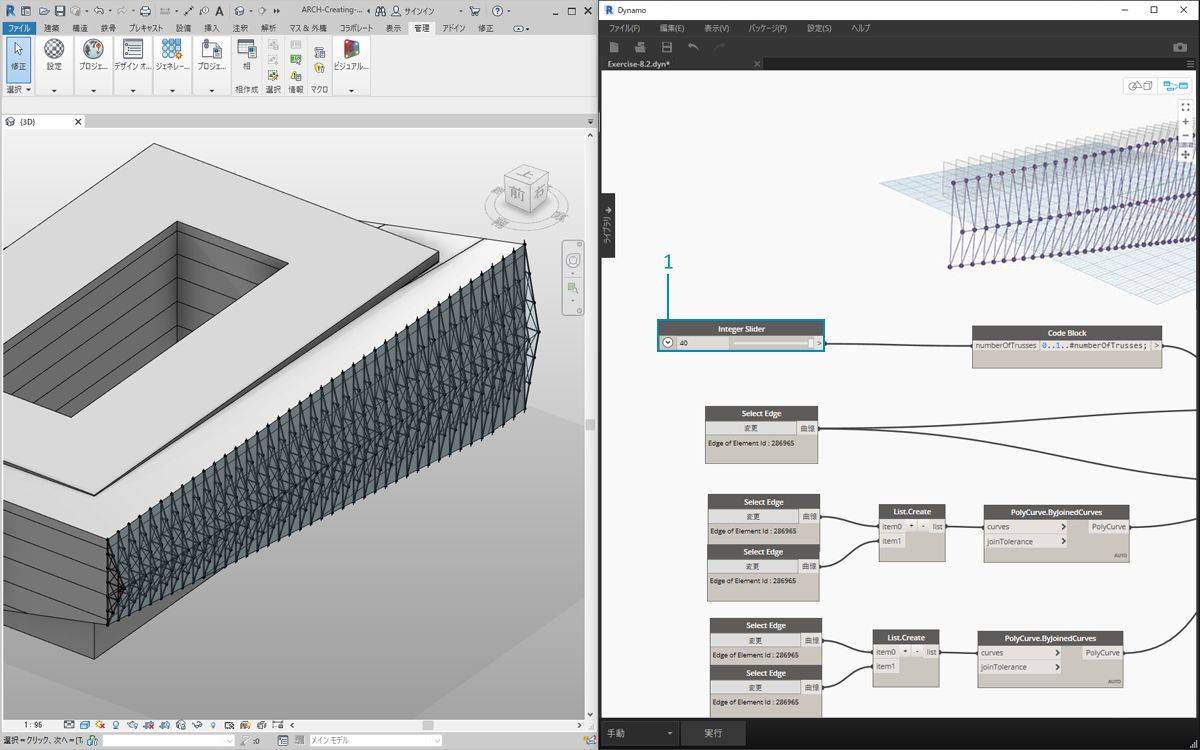 ARCH-Creating-...
サインイン
ファイル 建築 構造 鉄骨 プレキャスト 設備 挿入 注釈 解析 マス & 外構 コラボレート 表示 管理 アドイン 修正
修正 設定 プロジェ... デザイン オ... ジェネレー... プロジェ... 相 ビジュアル...
選択 相作成 選択 情報 マクロ
{3D}
上
前
右
1 : 96
選択=クリック、次へ=[T
:0
メイン モデル
Dynamo
ファイル(F) 編集(E) 表示(V) パッケージ(P) 設定(S) ヘルプ
Exercise-8.2.dyn*
ライブラリ
1
Integer Slider
40 >
Code Block
numberOfTrusses 0..1..#numberOfTrusses; >
Select Edge
変更 曲線
Edge of Element Id : 286965
Select Edge
変更 曲線
Edge of Element Id : 286965
Select Edge
変更 曲線
Edge of Element Id : 286965
List.Create
item0 + - list
item1
PolyCurve.ByJoinedCurves
curves > PolyCurve
joinTolerance >
AUTO
Select Edge
変更 曲線
Edge of Element Id : 286965
Select Edge
変更 曲線
Edge of Element Id : 286965
List.Create
item0 + - list
item1
PolyCurve.ByJoinedCurves
curves > PolyCurve
joinTolerance >
AUTO
手動 実行